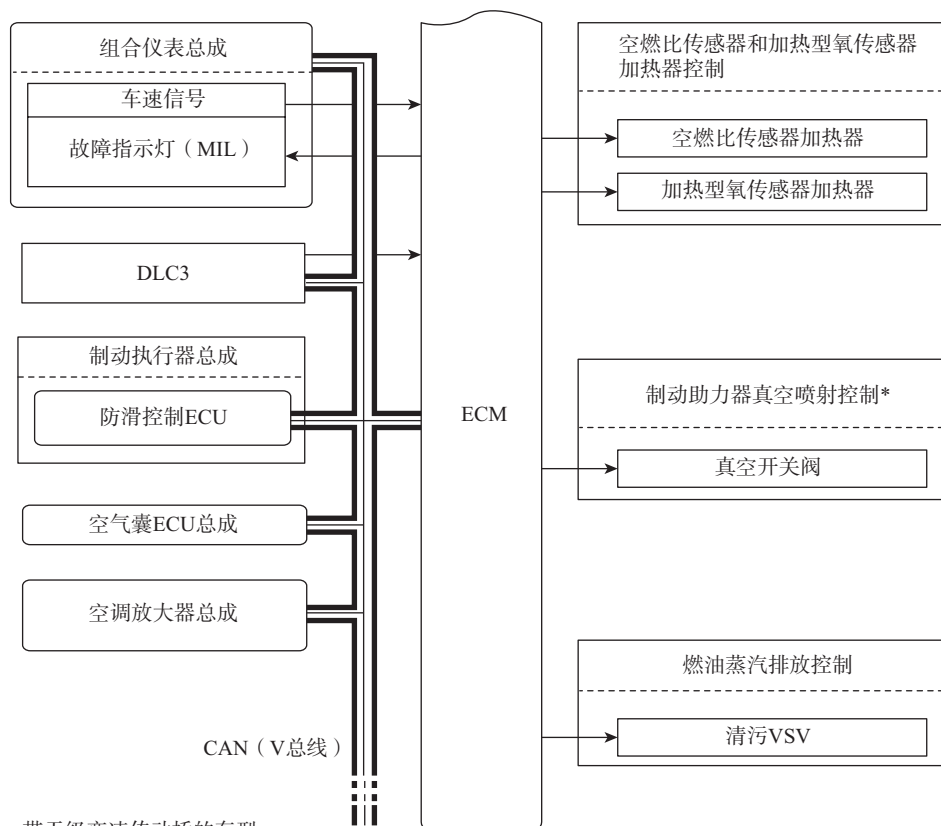 组合仪表总成
车速信号
故障指示灯（MIL）
DLC3
制动执行器总成
防滑控制ECU
空气囊ECU总成
空调放大器总成
CAN（V总线）
ECM
空燃比传感器和加热型氧传感器
加热器控制
空燃比传感器加热器
加热型氧传感器加热器
制动助力器真空喷射控制*
真空开关阀
燃油蒸汽排放控制
清污VSV